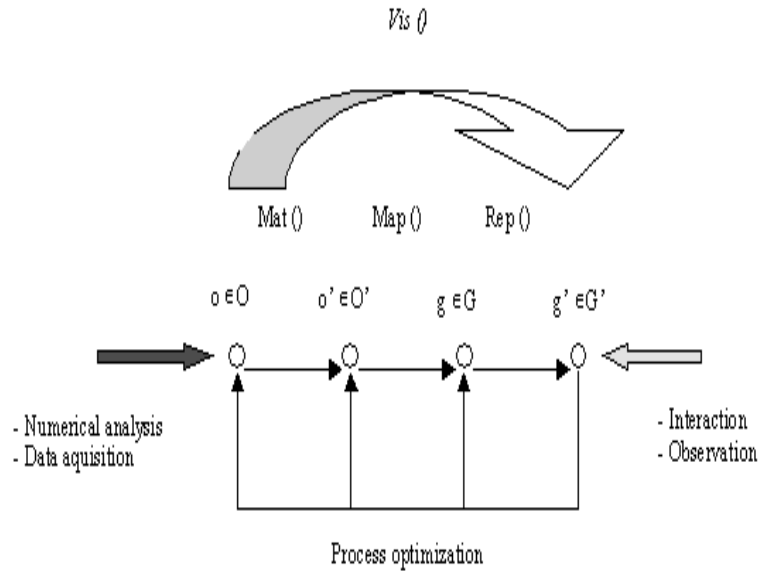 Vis ()
Mat () Map () Rep ()
o ∈O o’ ∈O’ g ∈G g’ ∈G’
- Numerical analysis
- Data aquisition
- Interaction
- Observation
Process optimization